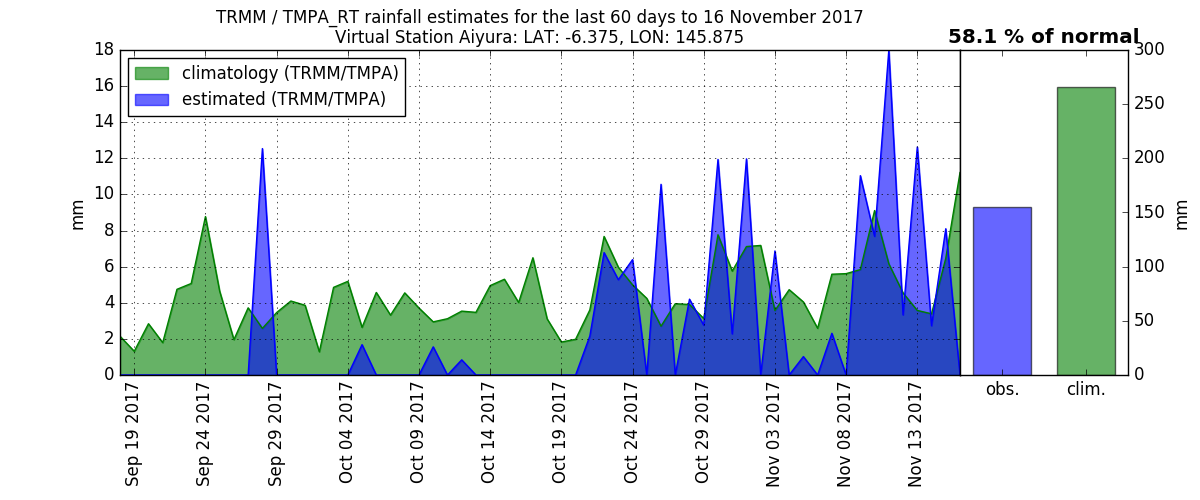 TRMM / TMPA_RT rainfall estimates for the last 60 days to 16 November 2017
Virtual Station Aiyura: LAT: -6.375, LON: 145.875
58.1 % of normal
climatology (TRMM/TMPA)
estimated (TRMM/TMPA)
mm
18
16
14
12
10
8
6
4
2
0
Sep 19 2017
Sep 24 2017
Sep 29 2017
Oct 04 2017
Oct 09 2017
Oct 14 2017
Oct 19 2017
Oct 24 2017
Oct 29 2017
Nov 03 2017
Nov 08 2017
Nov 13 2017
obs.
clim.
300
250
200
150
100
50
0
mm